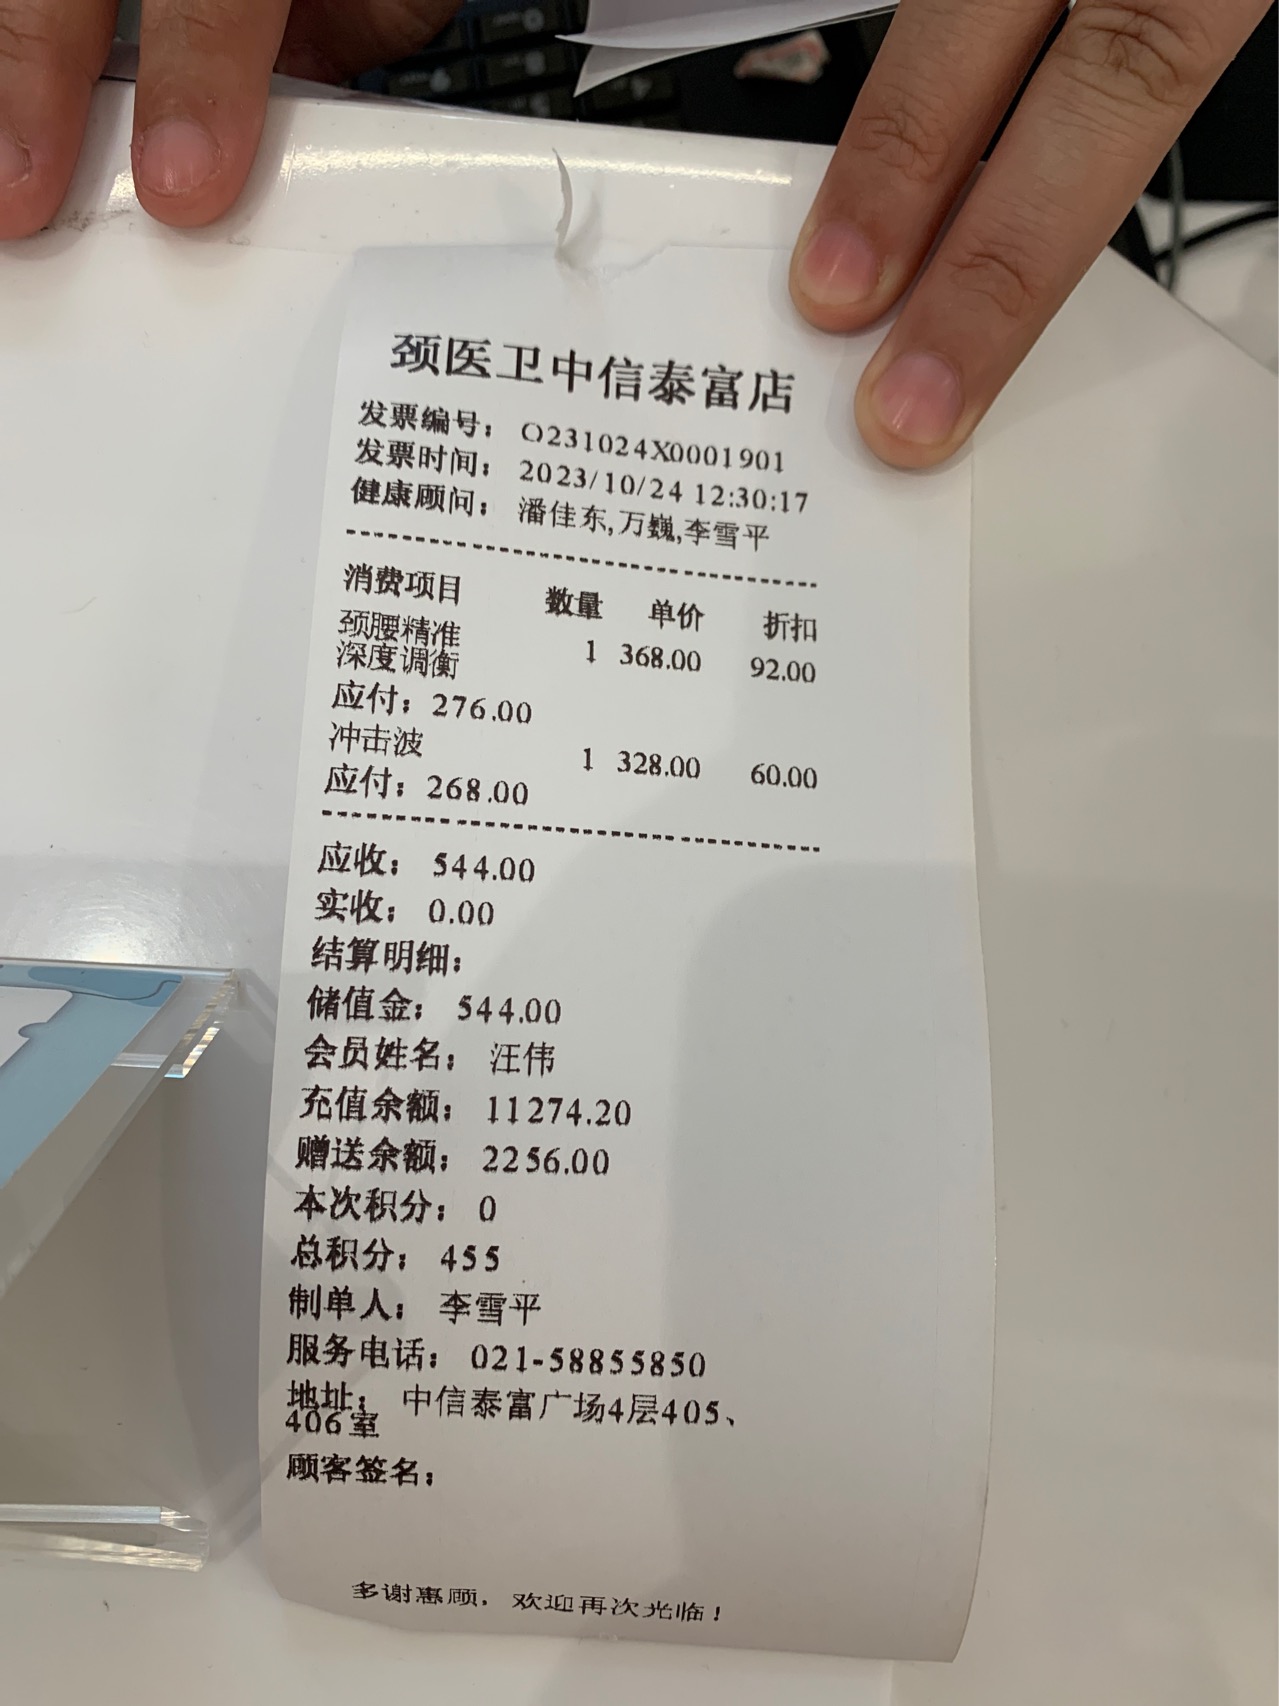 颈医卫中信泰富店
发票编号: O231024X0001901
发票时间: 2023/10/24 12:30:17
健康顾问: 潘佳东,万巍,李雪平
消费项目 数量 单价 折扣
颈腰精准
深度调衡 1 368.00 92.00
应付: 276.00
冲击波 1 328.00 60.00
应付: 268.00
应收: 544.00
实收: 0.00
结算明细:
储值金: 544.00
会员姓名: 汪伟
充值余额: 11274.20
赠送余额: 2256.00
本次积分: 0
总积分: 455
制单人: 李雪平
服务电话: 021-58855850
地址: 中信泰富广场4层405、
406室
顾客签名:
多谢惠顾, 欢迎再次光临!